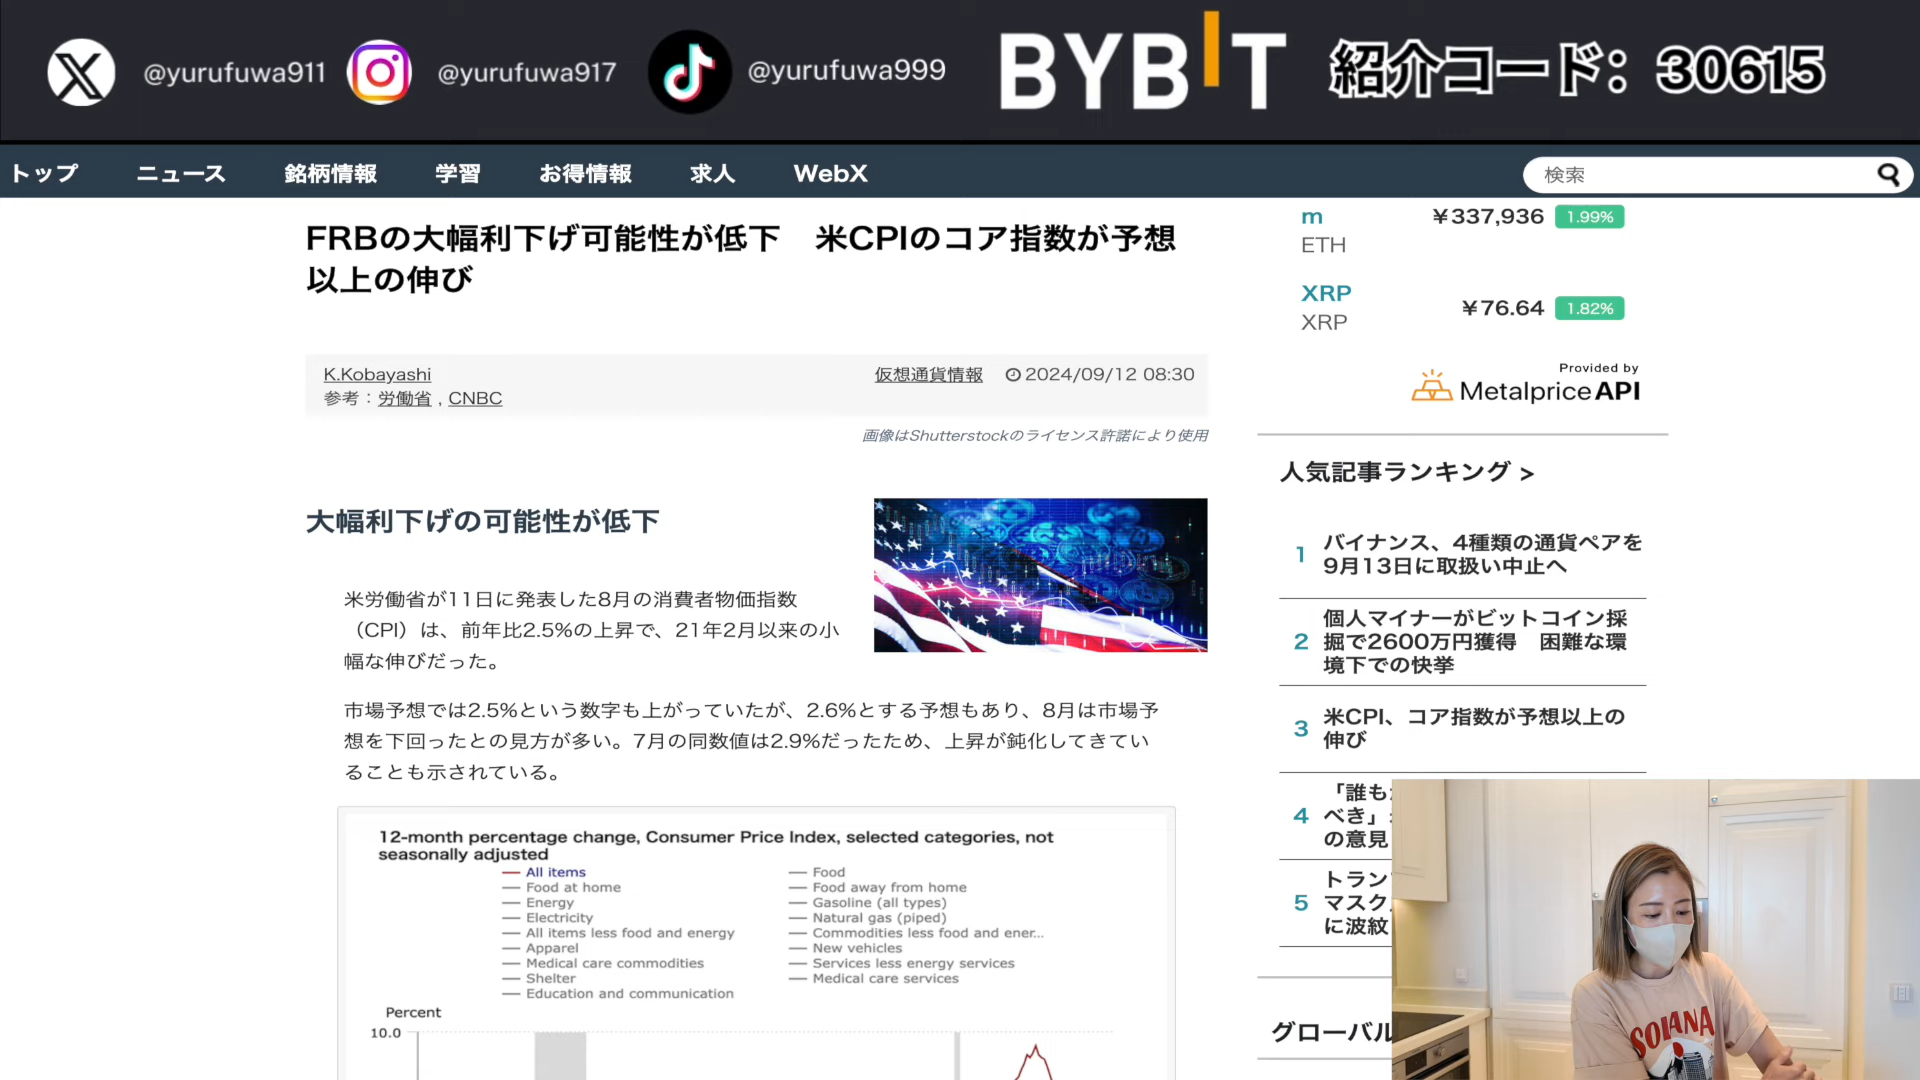 @yurufuwa911 @yurufuwa917 @yurufuwa999 BYBIT 紹介コード：30615
トップ ニュース 銘柄情報 学習 お得情報 求人 WebX 検索
FRBの大幅利下げ可能性が低下　米CPIのコア指数が予想
以上の伸び
K.Kobayashi 仮想通貨情報 2024/09/12 08:30
参考：労働省 , CNBC
画像はShutterstockのライセンス許諾により使用
大幅利下げの可能性が低下
米労働省が11日に発表した8月の消費者物価指数
（CPI）は、前年比2.5%の上昇で、21年2月以来の小
幅な伸びだった。
市場予想では2.5%という数字も上がっていたが、2.6%とする予想もあり、8月は市場予
想を下回ったとの見方が多い。7月の同数値は2.9%だったため、上昇が鈍化してきてい
ることも示されている。
12-month percentage change, Consumer Price Index, selected categories, not
seasonally adjusted
All items
Food at home
Energy
Electricity
All items less food and energy
Apparel
Medical care commodities
Shelter
Education and communication
Food
Food away from home
Gasoline (all types)
Natural gas (piped)
Commodities less food and ener...
New vehicles
Services less energy services
Medical care services
Percent
10.0
m ¥337,936 1.99%
ETH
XRP ¥76.64 1.82%
XRP
Provided by
Metalprice API
人気記事ランキング >
1 バイナンス、4種類の通貨ペアを
9月13日に取扱い中止へ
2 個人マイナーがビットコイン採
掘で2600万円獲得　困難な環
境下での快挙
3 米CPI、コア指数が予想以上の
伸び
4 「誰も
べき」
の意見
5 トラン
マスク
に波紋
グローバル
SOLANA